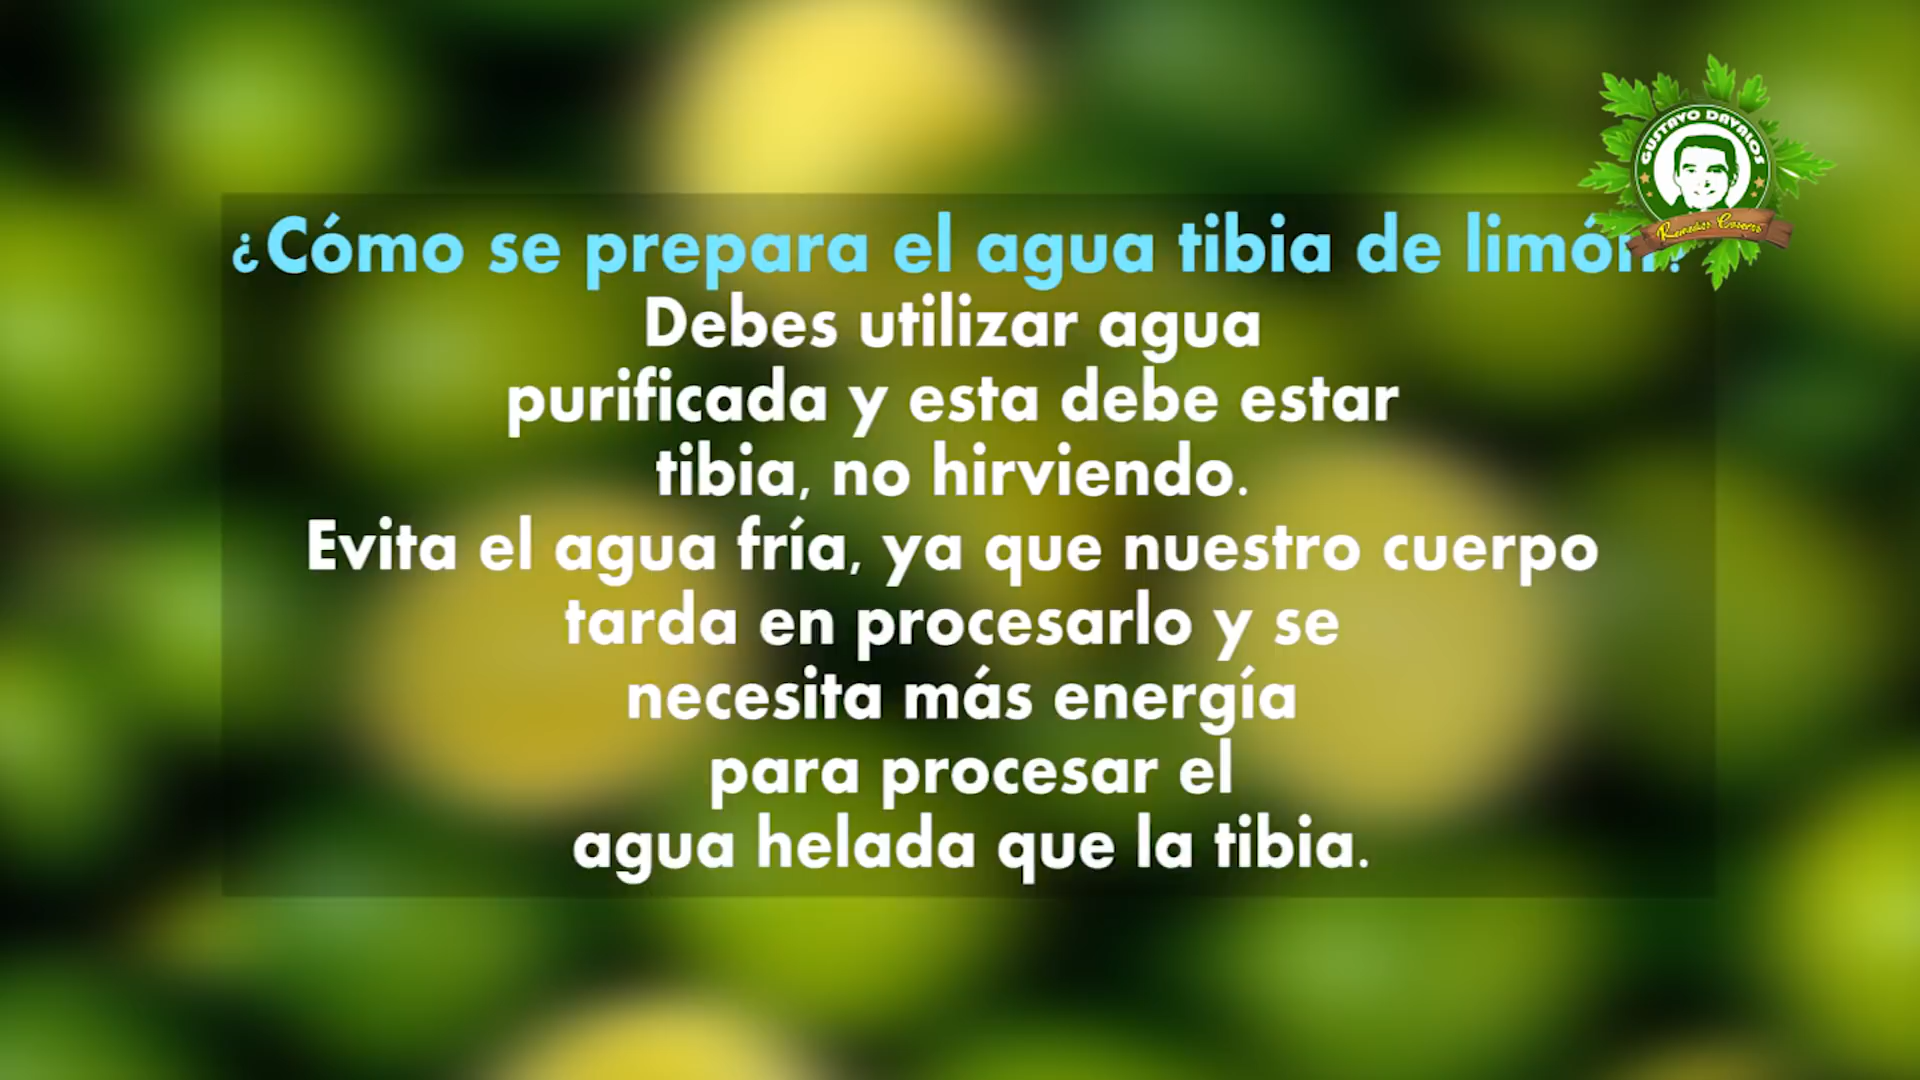 GUSTAVO DAVALOS
Remedios Caseros
¿Cómo se prepara el agua tibia de limón?
Debes utilizar agua
purificada y esta debe estar
tibia, no hirviendo.
Evita el agua fría, ya que nuestro cuerpo
tarda en procesarlo y se
necesita más energía
para procesar el
agua helada que la tibia.